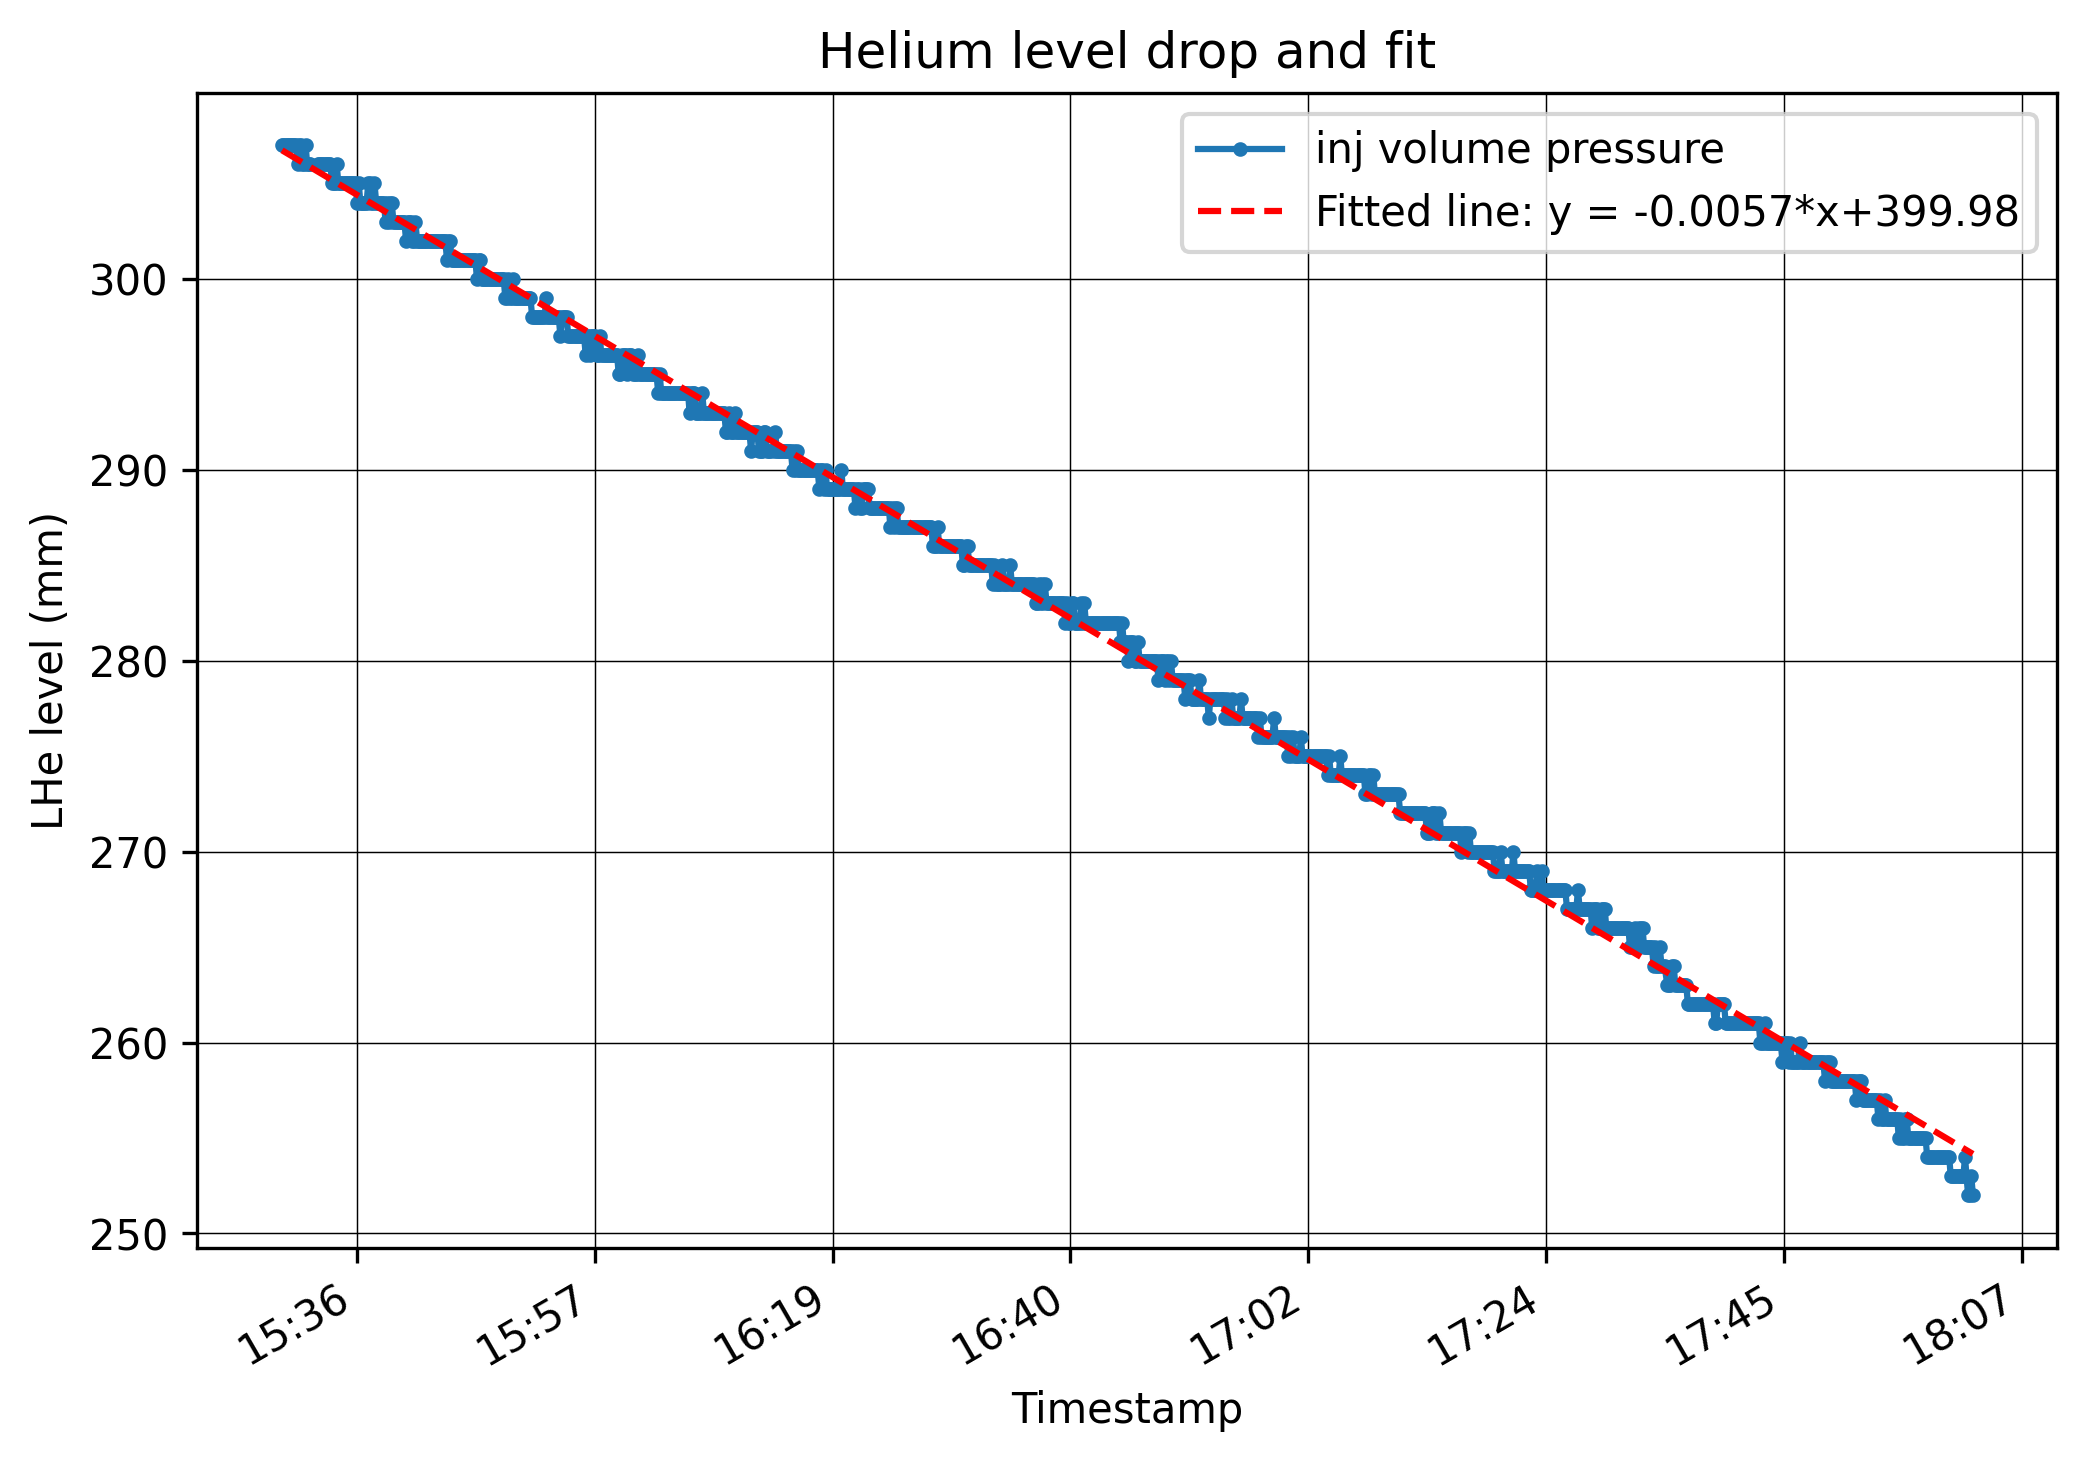 Helium level drop and fit
inj volume pressure
Fitted line: y = -0.0057*x+399.98
LHe level (mm)
300
290
280
270
260
250
15:36
15:57
16:19
16:40
17:02
17:24
17:45
18:07
Timestamp